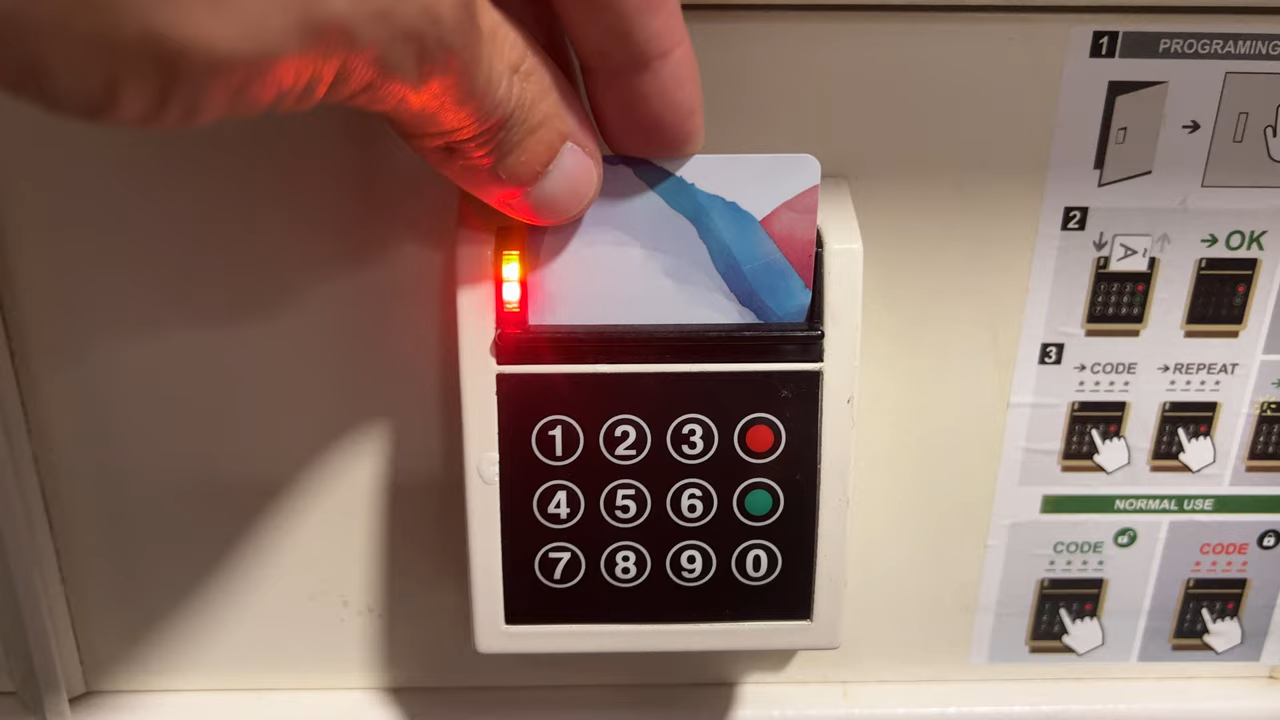 1 2 3
4 5 6
7 8 9 0
1 PROGRAMING
2
A
→ OK
3
→ CODE → REPEAT
* * * * * * * *
NORMAL USE
CODE
* * * *
CODE
* * * *